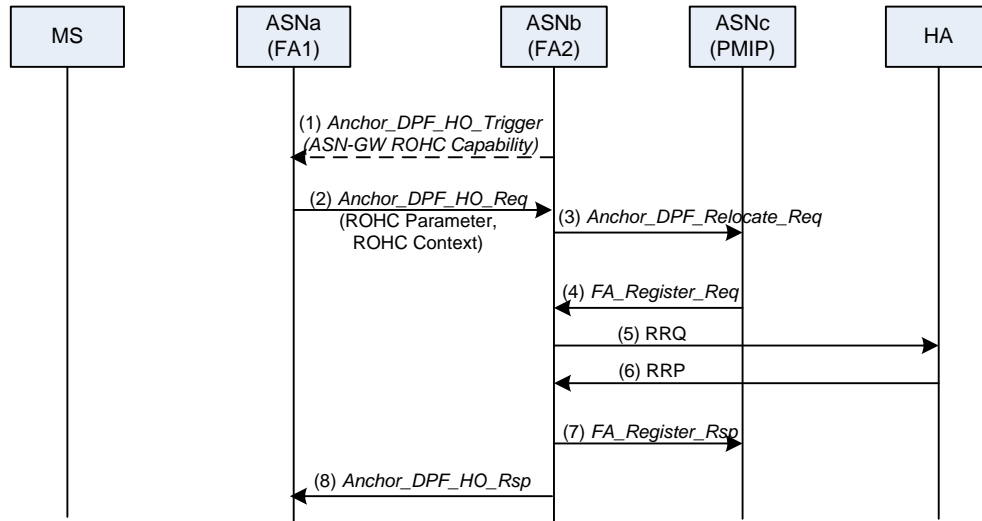 MS
ASNa
(FA1)
ASNb
(FA2)
ASNc
(PMIP)
HA
(1) Anchor_DPF_HO_Trigger
(ASN-GW ROHC Capability)
(2) Anchor_DPF_HO_Req
(ROHC Parameter,
ROHC Context)
(3) Anchor_DPF_Relocate_Req
(4) FA_Register_Req
(5) RRQ
(6) RRP
(7) FA_Register_Rsp
(8) Anchor_DPF_HO_Rsp